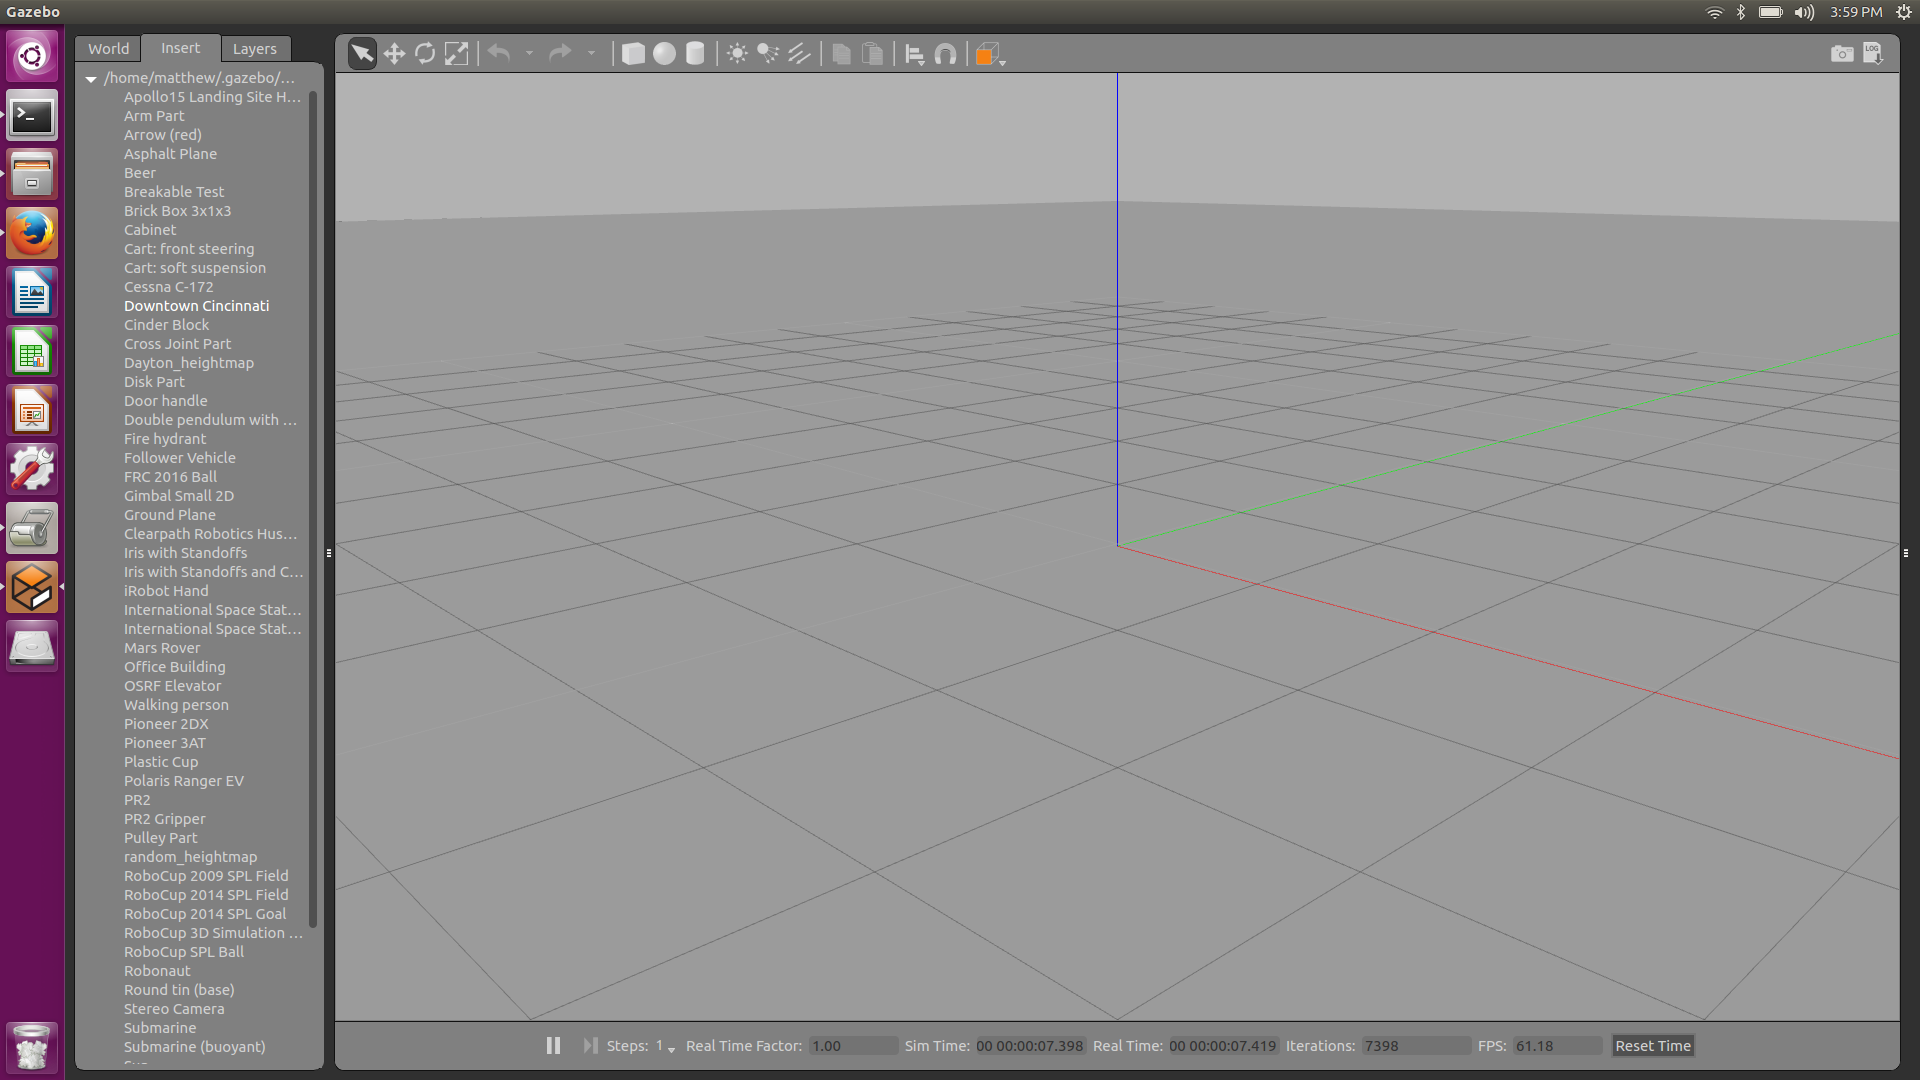 Gazebo
3:59 PM
World Insert Layers
LOG
/home/matthew/.gazebo/...
Apollo15 Landing Site H...
Arm Part
Arrow (red)
Asphalt Plane
Beer
Breakable Test
Brick Box 3x1x3
Cabinet
Cart: front steering
Cart: soft suspension
Cessna C-172
Downtown Cincinnati
Cinder Block
Cross Joint Part
Dayton_heightmap
Disk Part
Door handle
Double pendulum with ...
Fire hydrant
Follower Vehicle
FRC 2016 Ball
Gimbal Small 2D
Ground Plane
Clearpath Robotics Hus...
Iris with Standoffs
Iris with Standoffs and C...
iRobot Hand
International Space Stat...
International Space Stat...
Mars Rover
Office Building
OSRF Elevator
Walking person
Pioneer 2DX
Pioneer 3AT
Plastic Cup
Polaris Ranger EV
PR2
PR2 Gripper
Pulley Part
random_heightmap
RoboCup 2009 SPL Field
RoboCup 2014 SPL Field
RoboCup 2014 SPL Goal
RoboCup 3D Simulation ...
RoboCup SPL Ball
Robonaut
Round tin (base)
Stereo Camera
Submarine
Submarine (buoyant)
Steps: 1 Real Time Factor: 1.00 Sim Time: 00 00:00:07.398 Real Time: 00 00:00:07.419 Iterations: 7398 FPS: 61.18 Reset Time